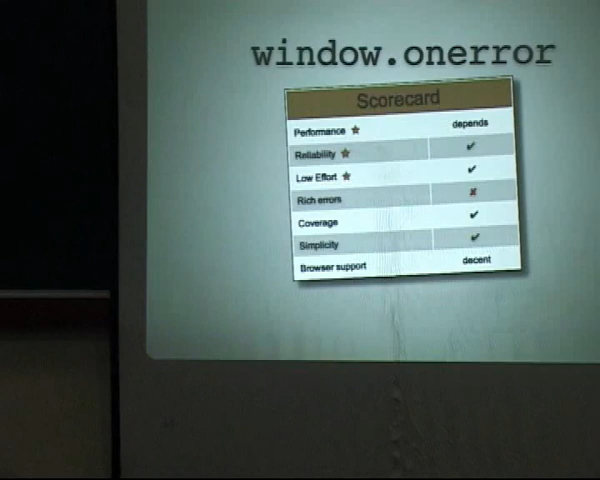 window.onerror
Scorecard
Performance ★ depends
Reliability ★ ✔
Low Effort ★ ✔
Rich errors ✘
Coverage ✔
Simplicity ✔
Browser support decent